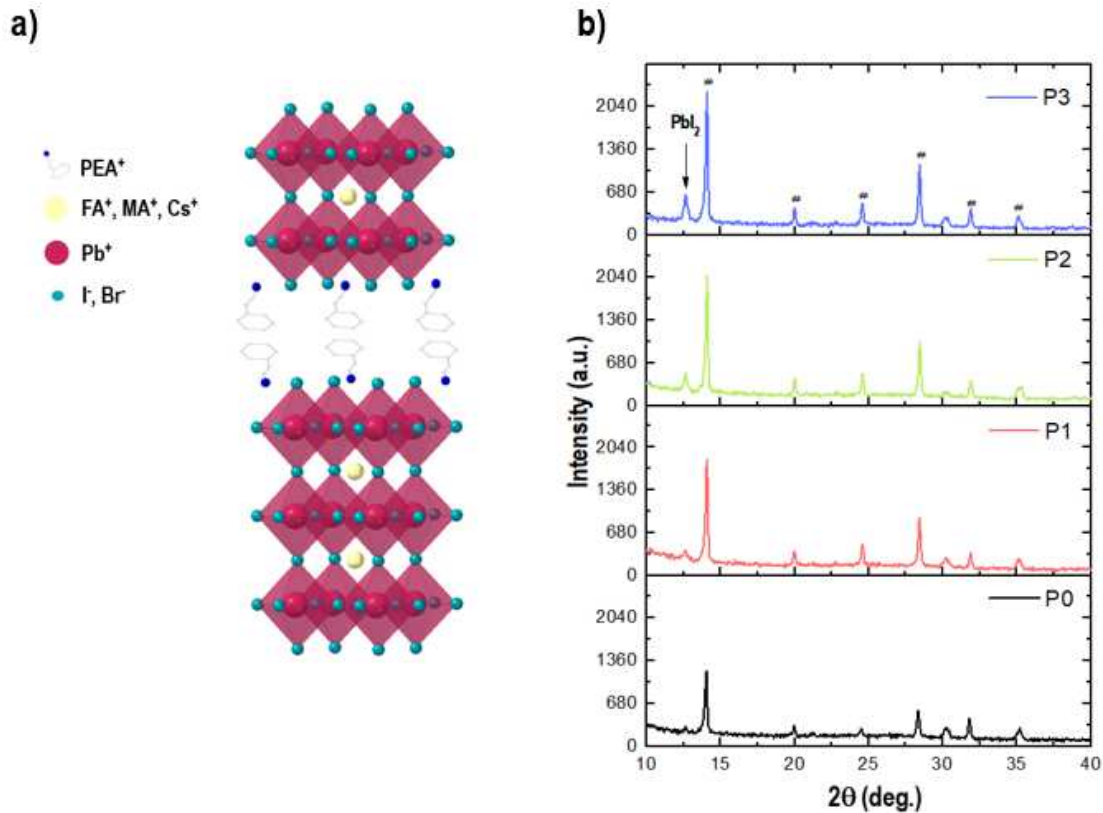 a)
PEA⁺
FA⁺, MA⁺, Cs⁺
Pb⁺
I⁻, Br⁻
b)
Intensity (a.u.)
2040
1360
680
0
PbI₂
#
#
#
#
#
#
P3
2040
1360
680
0
P2
2040
1360
680
0
P1
2040
1360
680
0
P0
10 15 20 25 30 35 40
2θ (deg.)